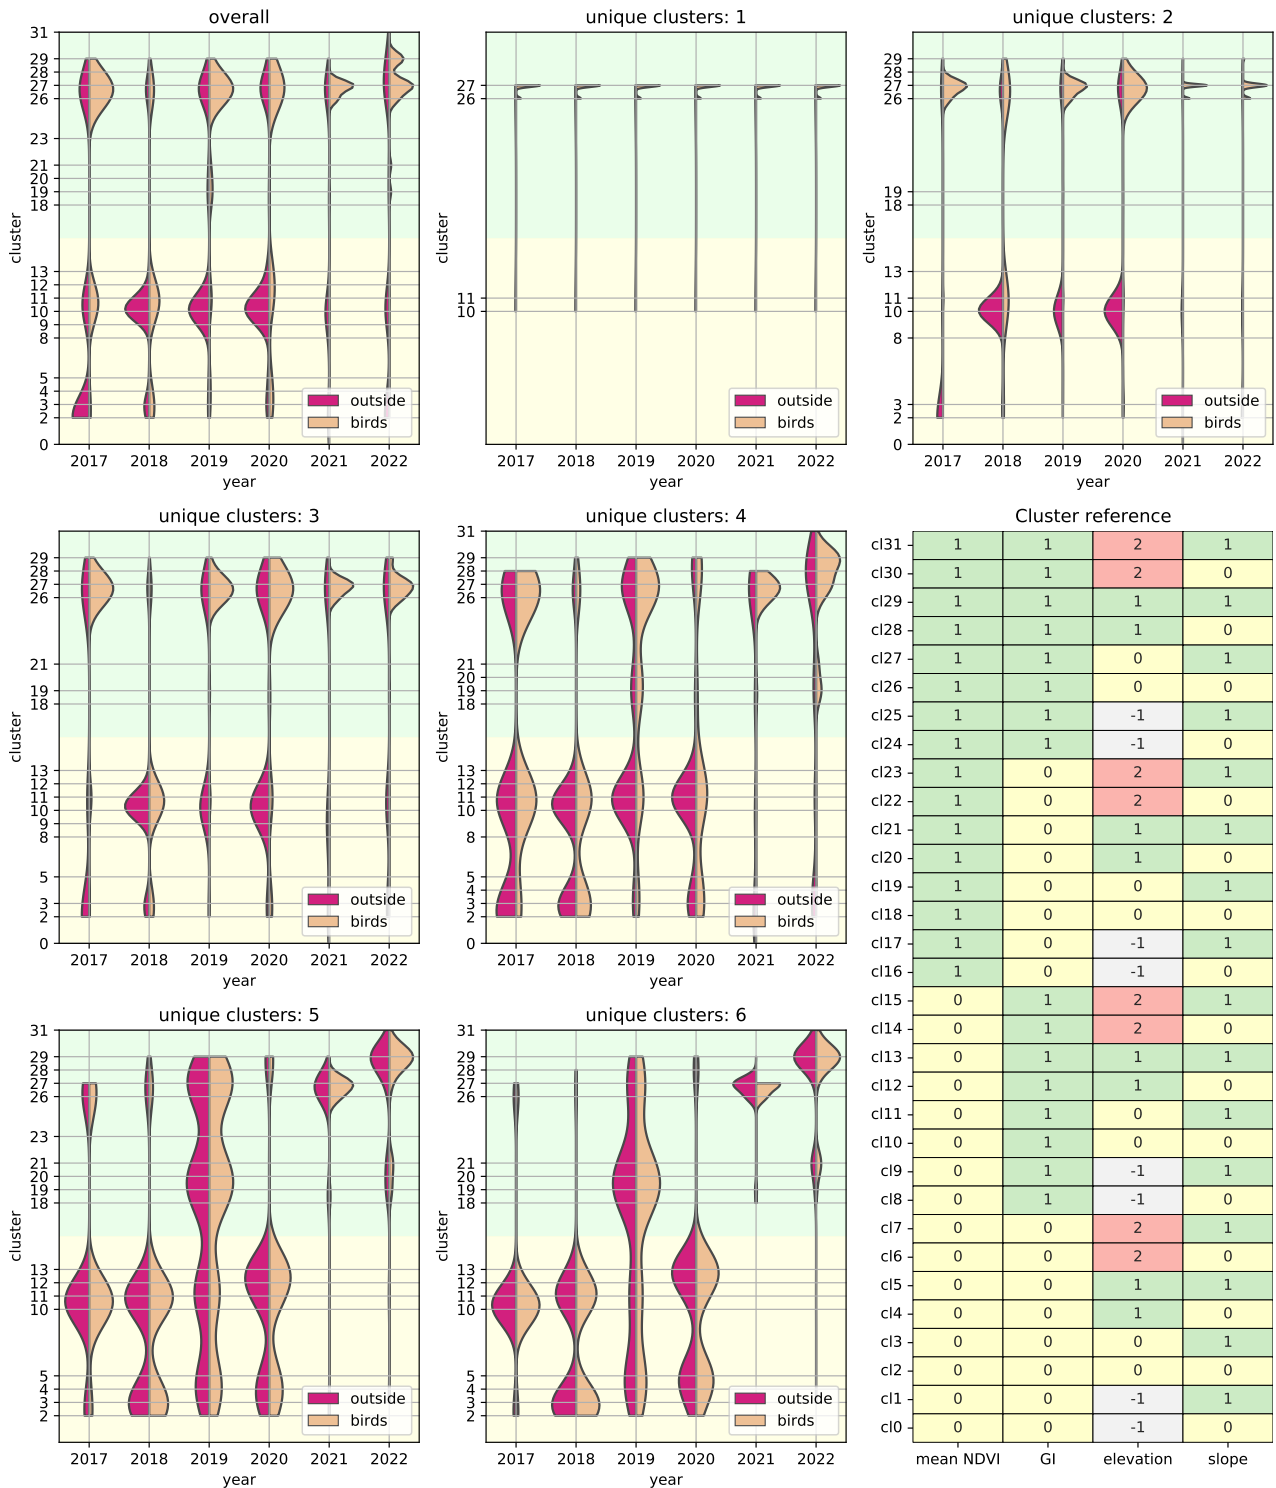 overall
31
29
28
27
26
23
21
20
19
18
13
12
11
10
9
8
5
4
3
2
0
cluster
2017 2018 2019 2020 2021 2022
year
outside
birds
unique clusters: 1
27
26
11
10
cluster
2017 2018 2019 2020 2021 2022
year
outside
birds
unique clusters: 2
29
28
27
26
19
18
13
11
10
8
3
2
0
cluster
2017 2018 2019 2020 2021 2022
year
outside
birds
unique clusters: 3
29
28
27
26
21
19
18
13
12
11
10
9
8
5
3
2
0
cluster
2017 2018 2019 2020 2021 2022
year
outside
birds
unique clusters: 4
31
29
28
27
26
21
20
19
18
13
12
11
10
8
5
4
3
2
0
cluster
2017 2018 2019 2020 2021 2022
year
outside
birds
Cluster reference
cl31 1 1 2 1
cl30 1 1 2 0
cl29 1 1 1 1
cl28 1 1 1 0
cl27 1 1 0 1
cl26 1 1 0 0
cl25 1 1 -1 1
cl24 1 1 -1 0
cl23 1 0 2 1
cl22 1 0 2 0
cl21 1 0 1 1
cl20 1 0 1 0
cl19 1 0 0 1
cl18 1 0 0 0
cl17 1 0 -1 1
cl16 1 0 -1 0
cl15 0 1 2 1
cl14 0 1 2 0
cl13 0 1 1 1
cl12 0 1 1 0
cl11 0 1 0 1
cl10 0 1 0 0
cl9 0 1 -1 1
cl8 0 1 -1 0
cl7 0 0 2 1
cl6 0 0 2 0
cl5 0 0 1 1
cl4 0 0 1 0
cl3 0 0 0 1
cl2 0 0 0 0
cl1 0 0 -1 1
cl0 0 0 -1 0
mean NDVI GI elevation slope
unique clusters: 5
31
29
28
27
26
23
21
20
19
18
13
12
11
10
5
4
3
2
cluster
2017 2018 2019 2020 2021 2022
year
outside
birds
unique clusters: 6
31
29
28
27
26
21
20
19
18
13
12
11
10
5
4
3
2
cluster
2017 2018 2019 2020 2021 2022
year
outside
birds